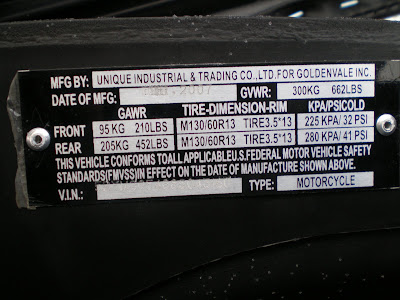 MFG BY: UNIQUE INDUSTRIAL & TRADING CO.,LTD.FOR GOLDENVALE INC.
DATE OF MFG: 2007 GVWR: 300KG 662LBS
GAWR TIRE-DIMENSION-RIM KPA/PSICOLD
FRONT 95KG 210LBS M130/60R13 TIRE3.5*13 225 KPA/32 PSI
REAR 205KG 452LBS M130/60R13 TIRE3.5*13 280 KPA/41 PSI
THIS VEHICLE CONFORMS TOALL APPLICABLEU.S.FEDERAL MOTOR VEHICLE SAFETY
STANDARDS(FMVSS)IN EFFECT ON THE DATE OF MANUFACTURE SHOWN ABOVE.
V.I.N.: TYPE: MOTORCYCLE